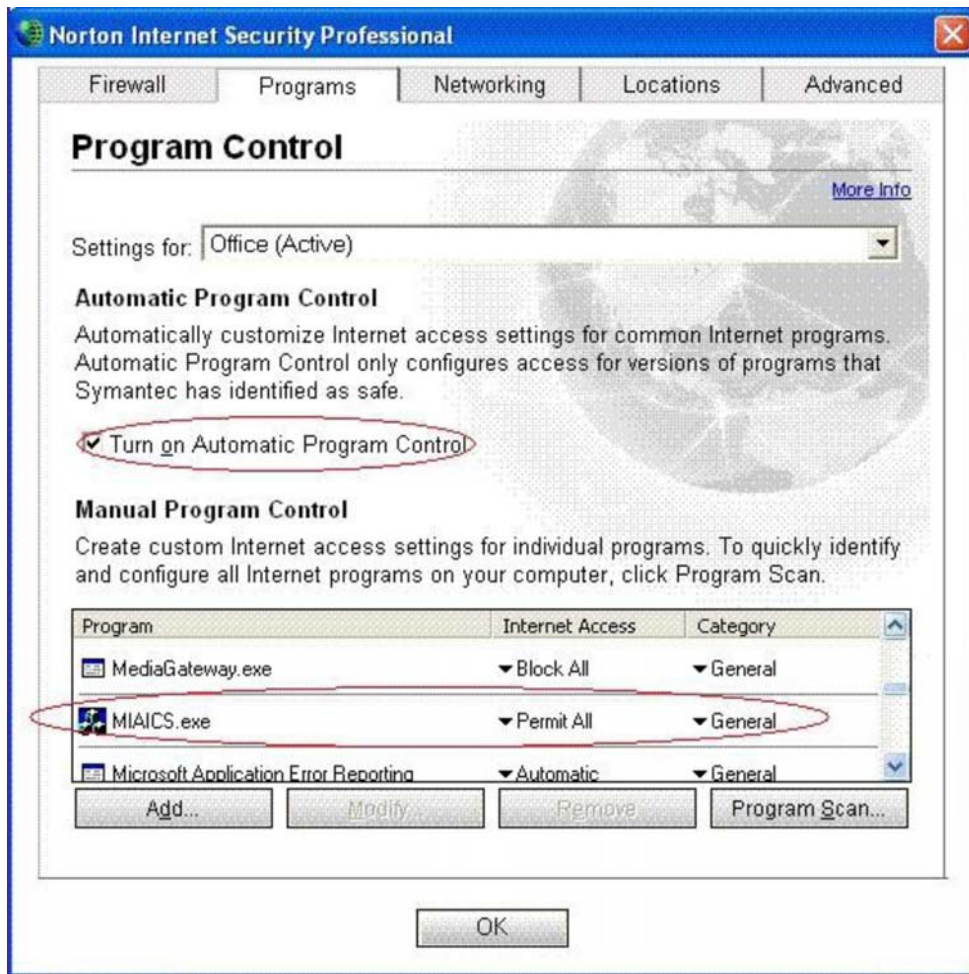 Norton Internet Security Professional
Firewall Programs Networking Locations Advanced
Program Control
More Info
Settings for: Office (Active)
Automatic Program Control
Automatically customize Internet access settings for common Internet programs.
Automatic Program Control only configures access for versions of programs that
Symantec has identified as safe.
Turn on Automatic Program Control
Manual Program Control
Create custom Internet access settings for individual programs. To quickly identify
and configure all Internet programs on your computer, click Program Scan.
Program Internet Access Category
MediaGateway.exe Block All General
MIAICS.exe Permit All General
Microsoft Application Error Reporting Automatic General
Add... Modify... Remove Program Scan...
OK